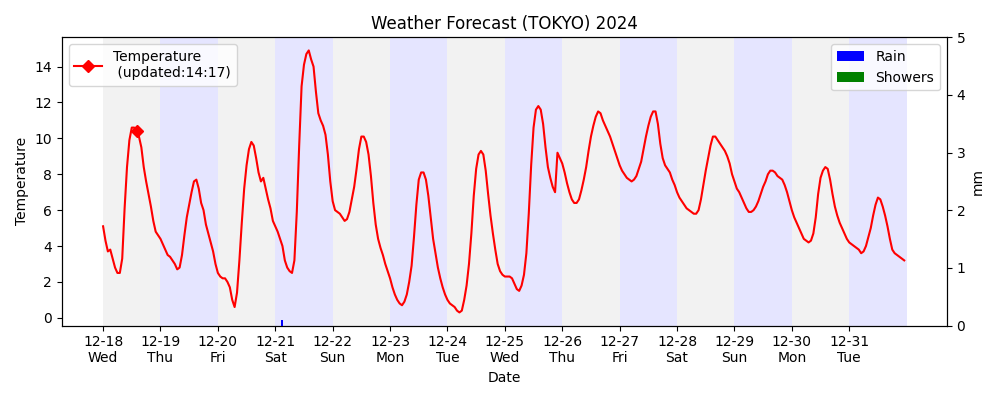 Weather Forecast (TOKYO) 2024
Temperature
(updated:14:17)
Rain
Showers
Temperature
14
12
10
8
6
4
2
0
5
4
3
2
1
0
mm
12-18 12-19 12-20 12-21 12-22 12-23 12-24 12-25 12-26 12-27 12-28 12-29 12-30 12-31
Wed Thu Fri Sat Sun Mon Tue Wed Thu Fri Sat Sun Mon Tue
Date